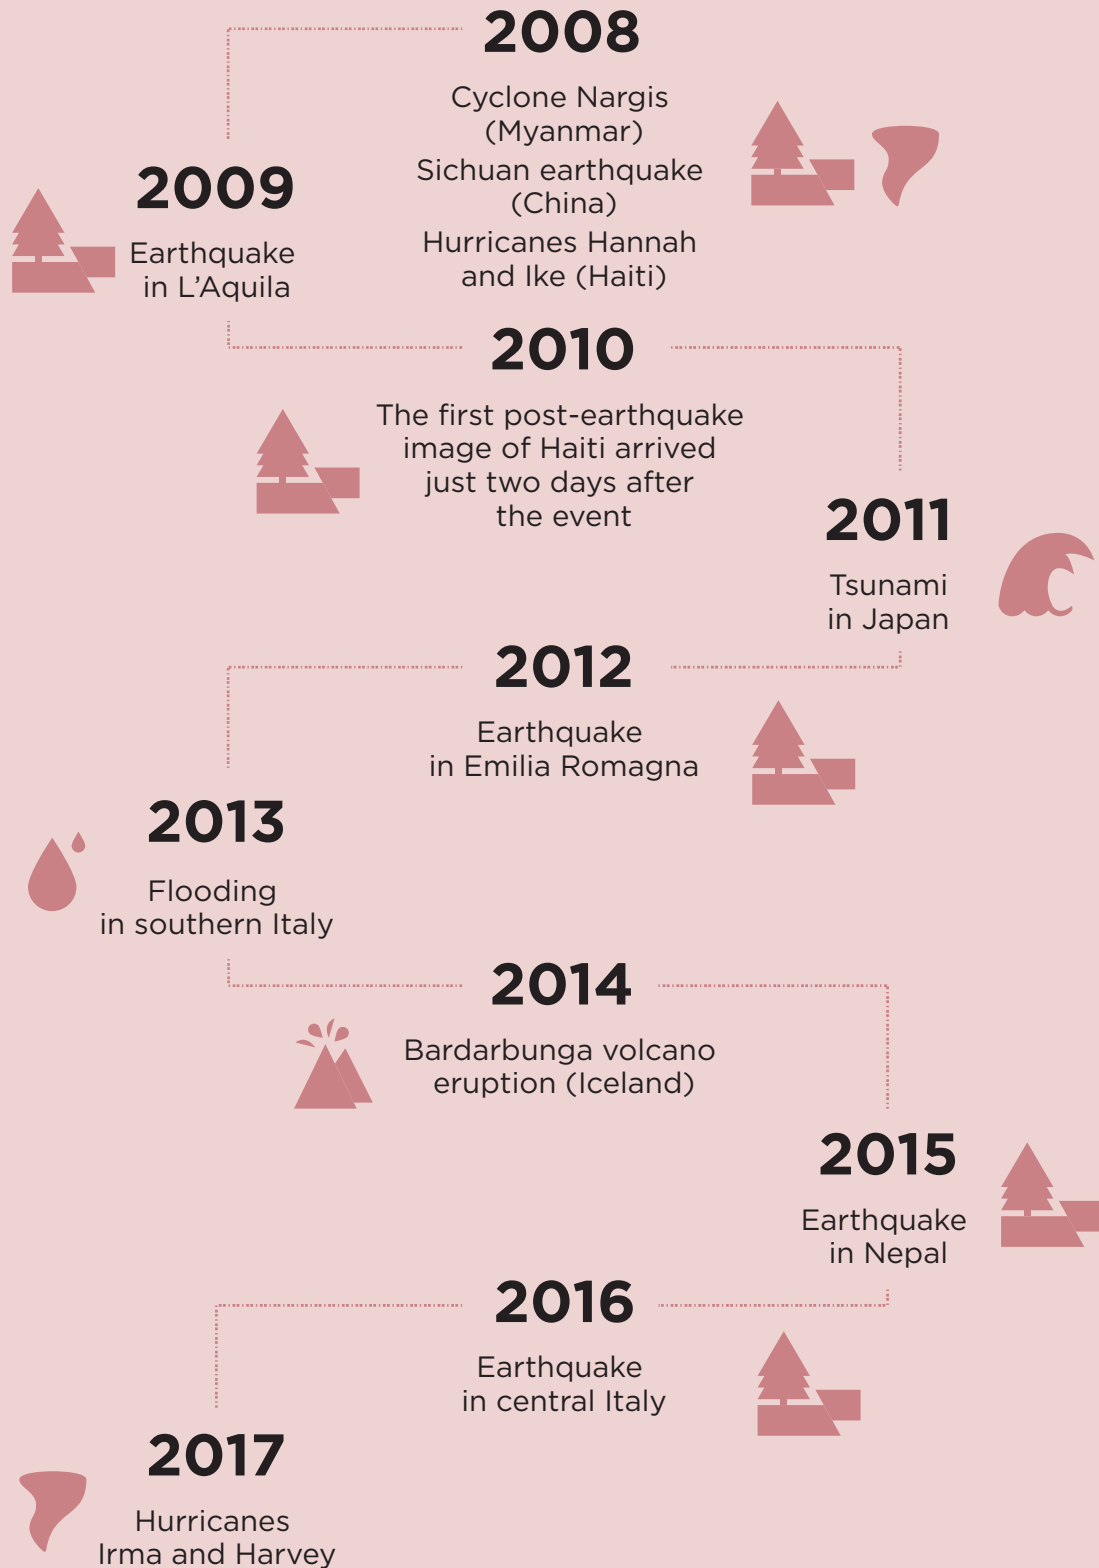 2008
Cyclone Nargis
(Myanmar)
Sichuan earthquake
(China)
Hurricanes Hannah
and Ike (Haiti)
2009
Earthquake
in L’Aquila
2010
The first post-earthquake
image of Haiti arrived
just two days after
the event
2011
Tsunami
in Japan
2012
Earthquake
in Emilia Romagna
2013
Flooding
in southern Italy
2014
Bardarbunga volcano
eruption (Iceland)
2015
Earthquake
in Nepal
2016
Earthquake
in central Italy
2017
Hurricanes
Irma and Harvey